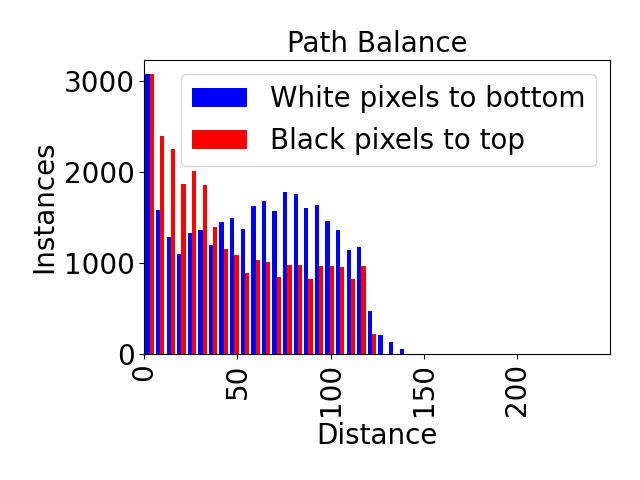 Path Balance
White pixels to bottom
Black pixels to top
Instances
3000
2000
1000
0
0
50
100
150
200
Distance